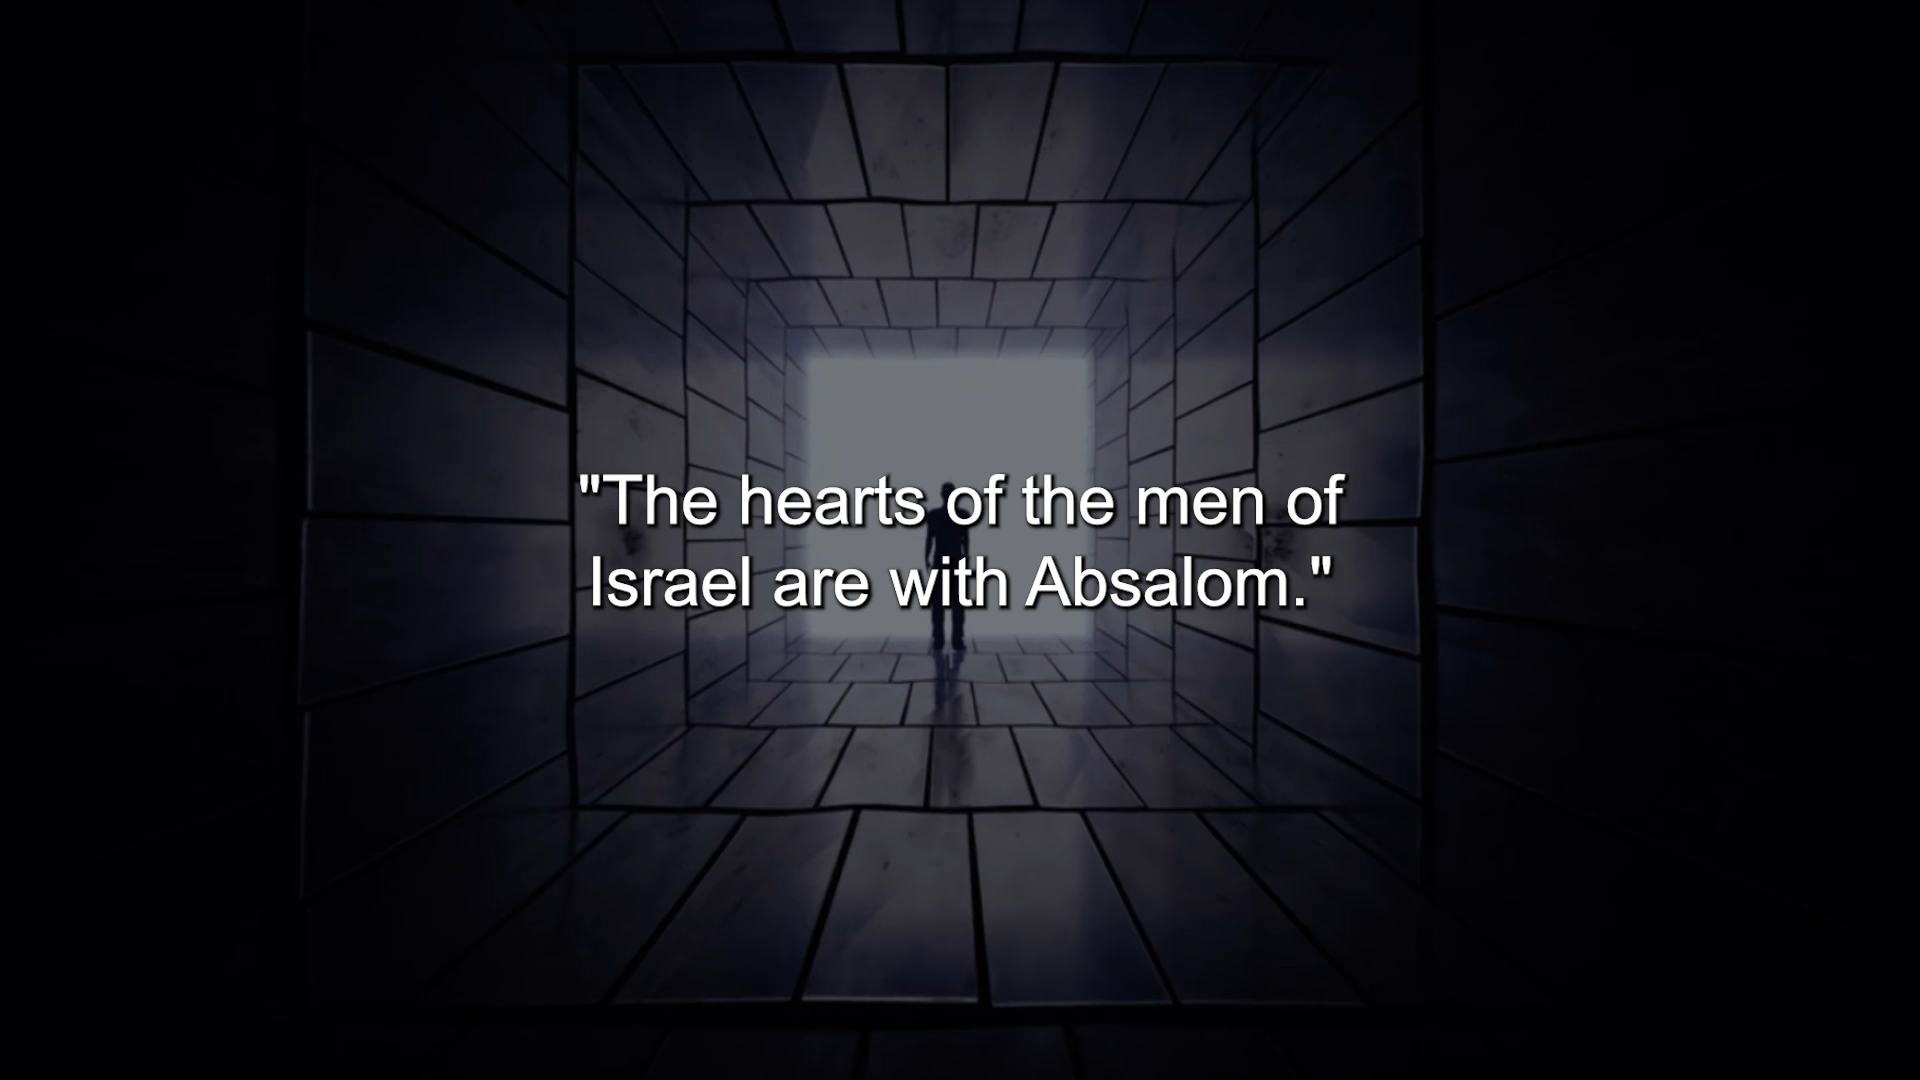 "The hearts of the men of
Israel are with Absalom."